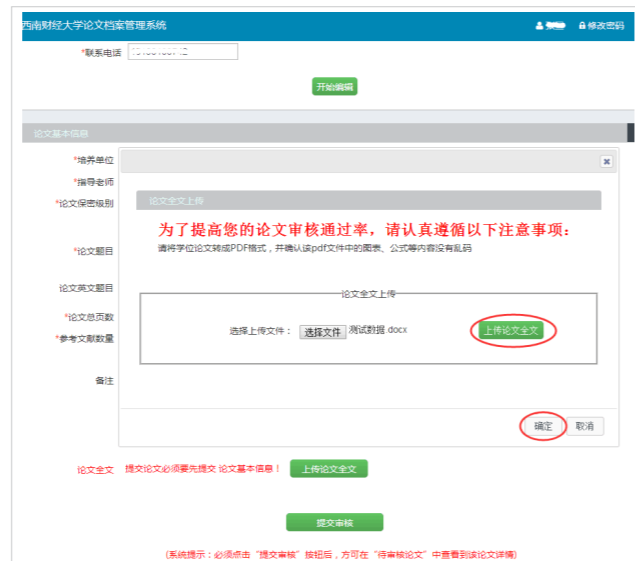 西南财经大学论文档案管理系统
修改密码
*联系电话
开始编辑
论文基本信息
*培养单位
*指导老师
*论文保密级别
论文全文上传
为了提高您的论文审核通过率，请认真遵循以下注意事项：
*论文题目
请将学位论文转成PDF格式，并确认该pdf文件中的图表、公式等内容没有乱码
论文英文题目
论文全文上传
*论文总页数
选择上传文件： 选择文件 测试数据.docx 上传论文全文
*参考文献数量
备注
确定 取消
论文全文 提交论文必须要先提交 论文基本信息！ 上传论文全文
提交审核
(系统提示：必须点击“提交审核”按钮后，方可在“待审核论文”中查看到该论文详情)